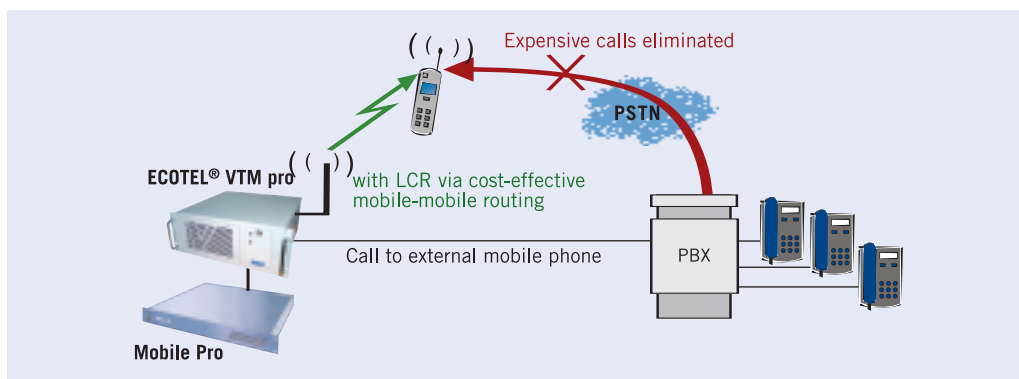 Expensive calls eliminated
PSTN
ECOTEL® VTM pro
with LCR via cost-effective
mobile-mobile routing
Call to external mobile phone
PBX
Mobile Pro